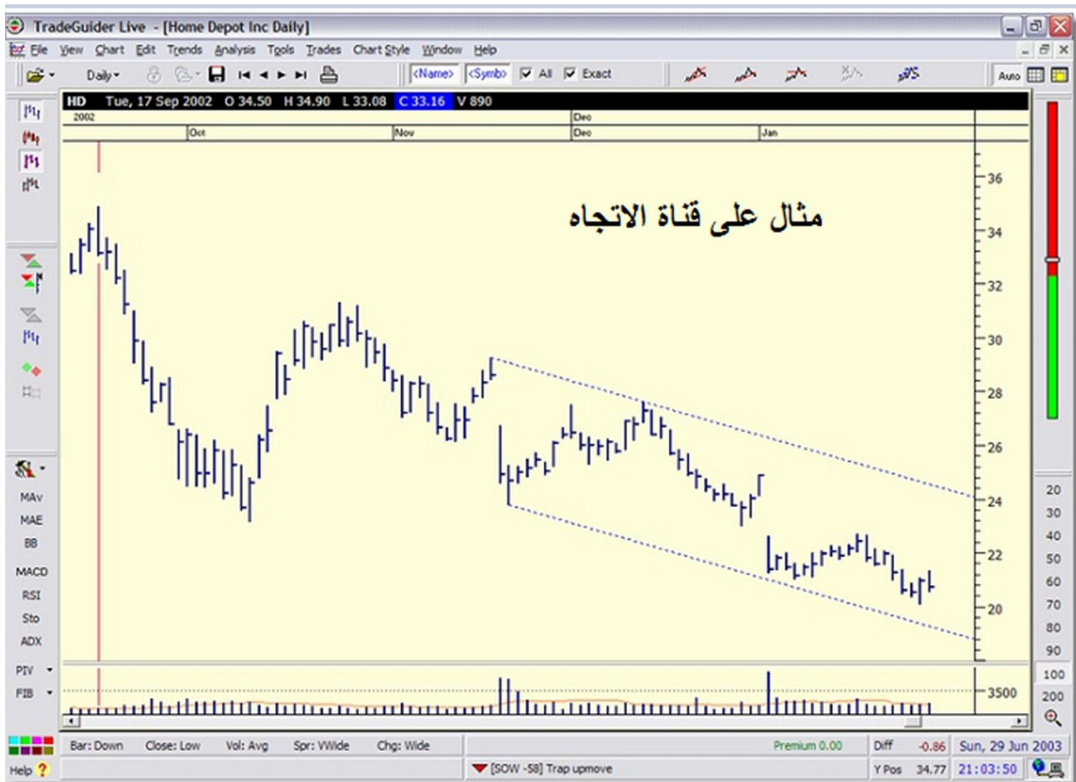 TradeGuider Live - [Home Depot Inc Daily]
File View Chart Edit Trends Analysis Tools Trades Chart Style Window Help
Daily <Name> <Symb> All Exact Auto
HD Tue, 17 Sep 2002 O 34.50 H 34.90 L 33.08 C 33.16 V 890
2002 Dec
Oct Nov Dec Jan
مثال على قناة الاتجاه
36
34
32
30
28
26
24
22
20
3500
MAv
MAE
BB
MACD
RSI
Sto
ADX
PIV
FIB
20
30
40
50
60
70
80
90
100
200
Bar: Down Close: Low Vol: Avg Spr: VWide Chg: Wide Premium 0.00 Diff -0.86 Sun, 29 Jun 2003
Help ? [SOW -58] Trap upmove Y Pos 34.77 21:03:50